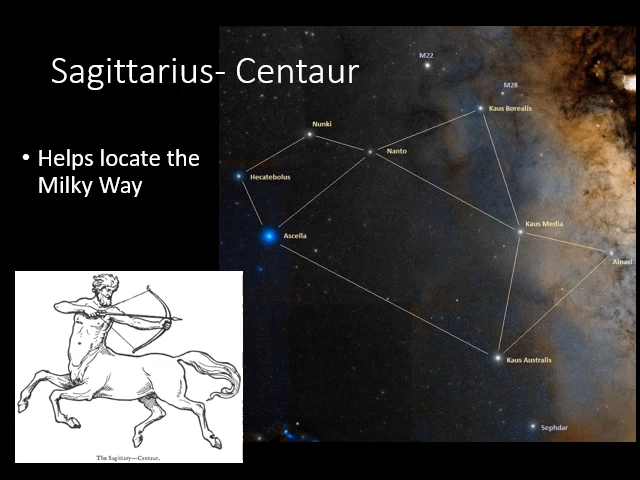 Sagittarius- Centaur
• Helps locate the
Milky Way
M22
M28
Kaus Borealis
Nunki
Nanto
Hecatebolus
Ascella
Kaus Media
Alnasl
Kaus Australis
Sephdar
The Sagittary—Centaur.